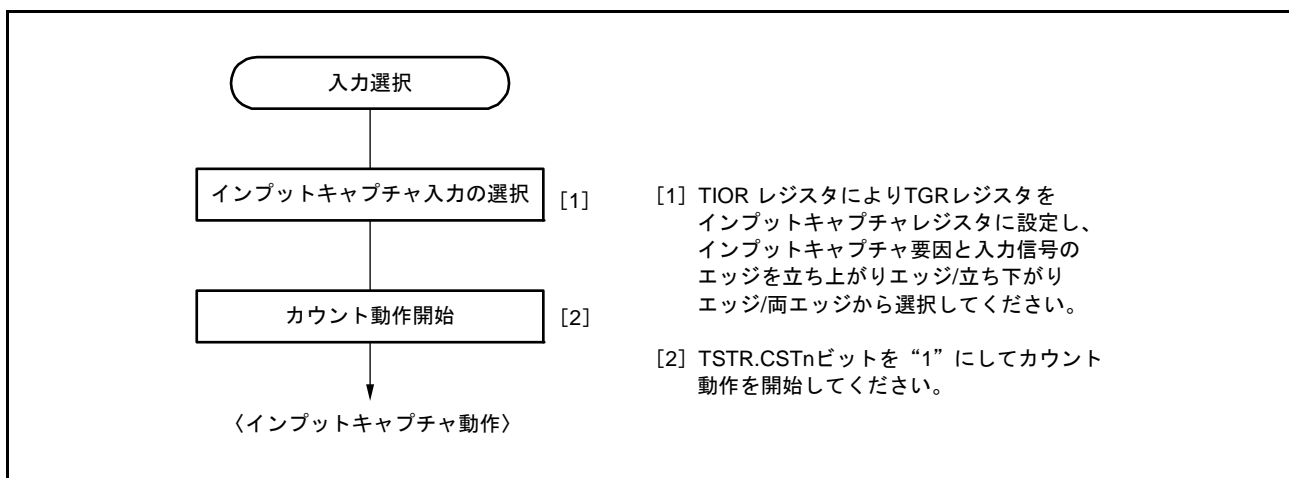 入力選択
インプットキャプチャ入力の選択 [1]
カウント動作開始 [2]
〈インプットキャプチャ動作〉
[1] TIOR レジスタによりTGRレジスタを
インプットキャプチャレジスタに設定し、
インプットキャプチャ要因と入力信号の
エッジを立ち上がりエッジ/立ち下がり
エッジ/両エッジから選択してください。
[2] TSTR.CSTnビットを“1”にしてカウント
動作を開始してください。